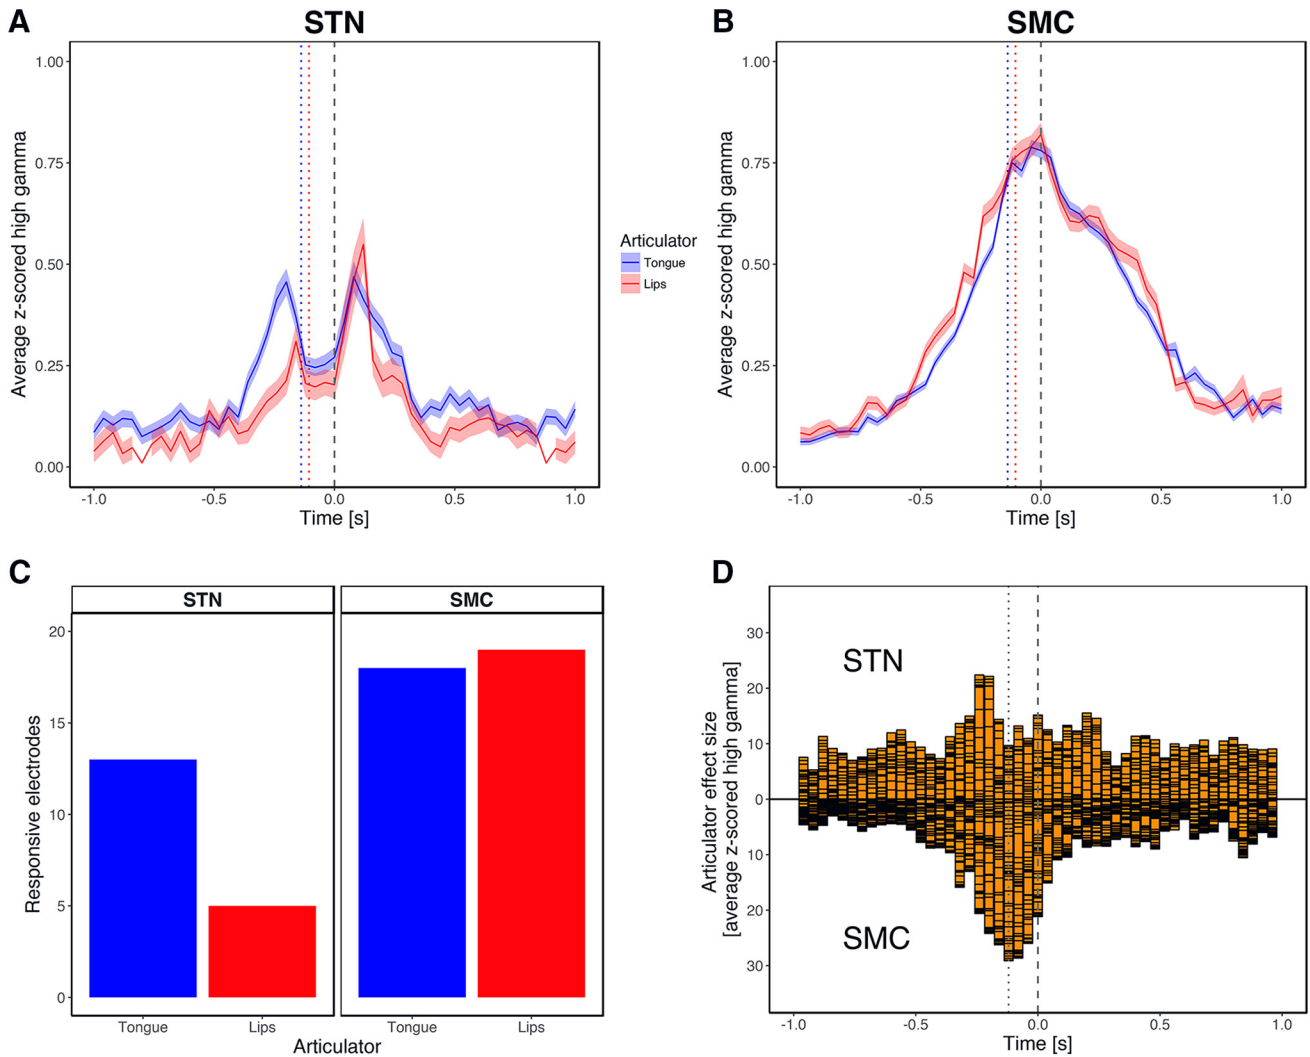 A
STN
Average z-scored high gamma
1.00
0.75
0.50
0.25
0.00
-1.0
-0.5
0.0
0.5
1.0
Time [s]
Articulator
Tongue
Lips
B
SMC
Average z-scored high gamma
1.00
0.75
0.50
0.25
0.00
-1.0
-0.5
0.0
0.5
1.0
Time [s]
C
STN
SMC
Responsive electrodes
20
15
10
5
0
Tongue
Lips
Tongue
Lips
Articulator
D
Articulator effect size
[average z-scored high gamma]
30
20
10
0
10
20
30
STN
SMC
-1.0
-0.5
0.0
0.5
1.0
Time [s]